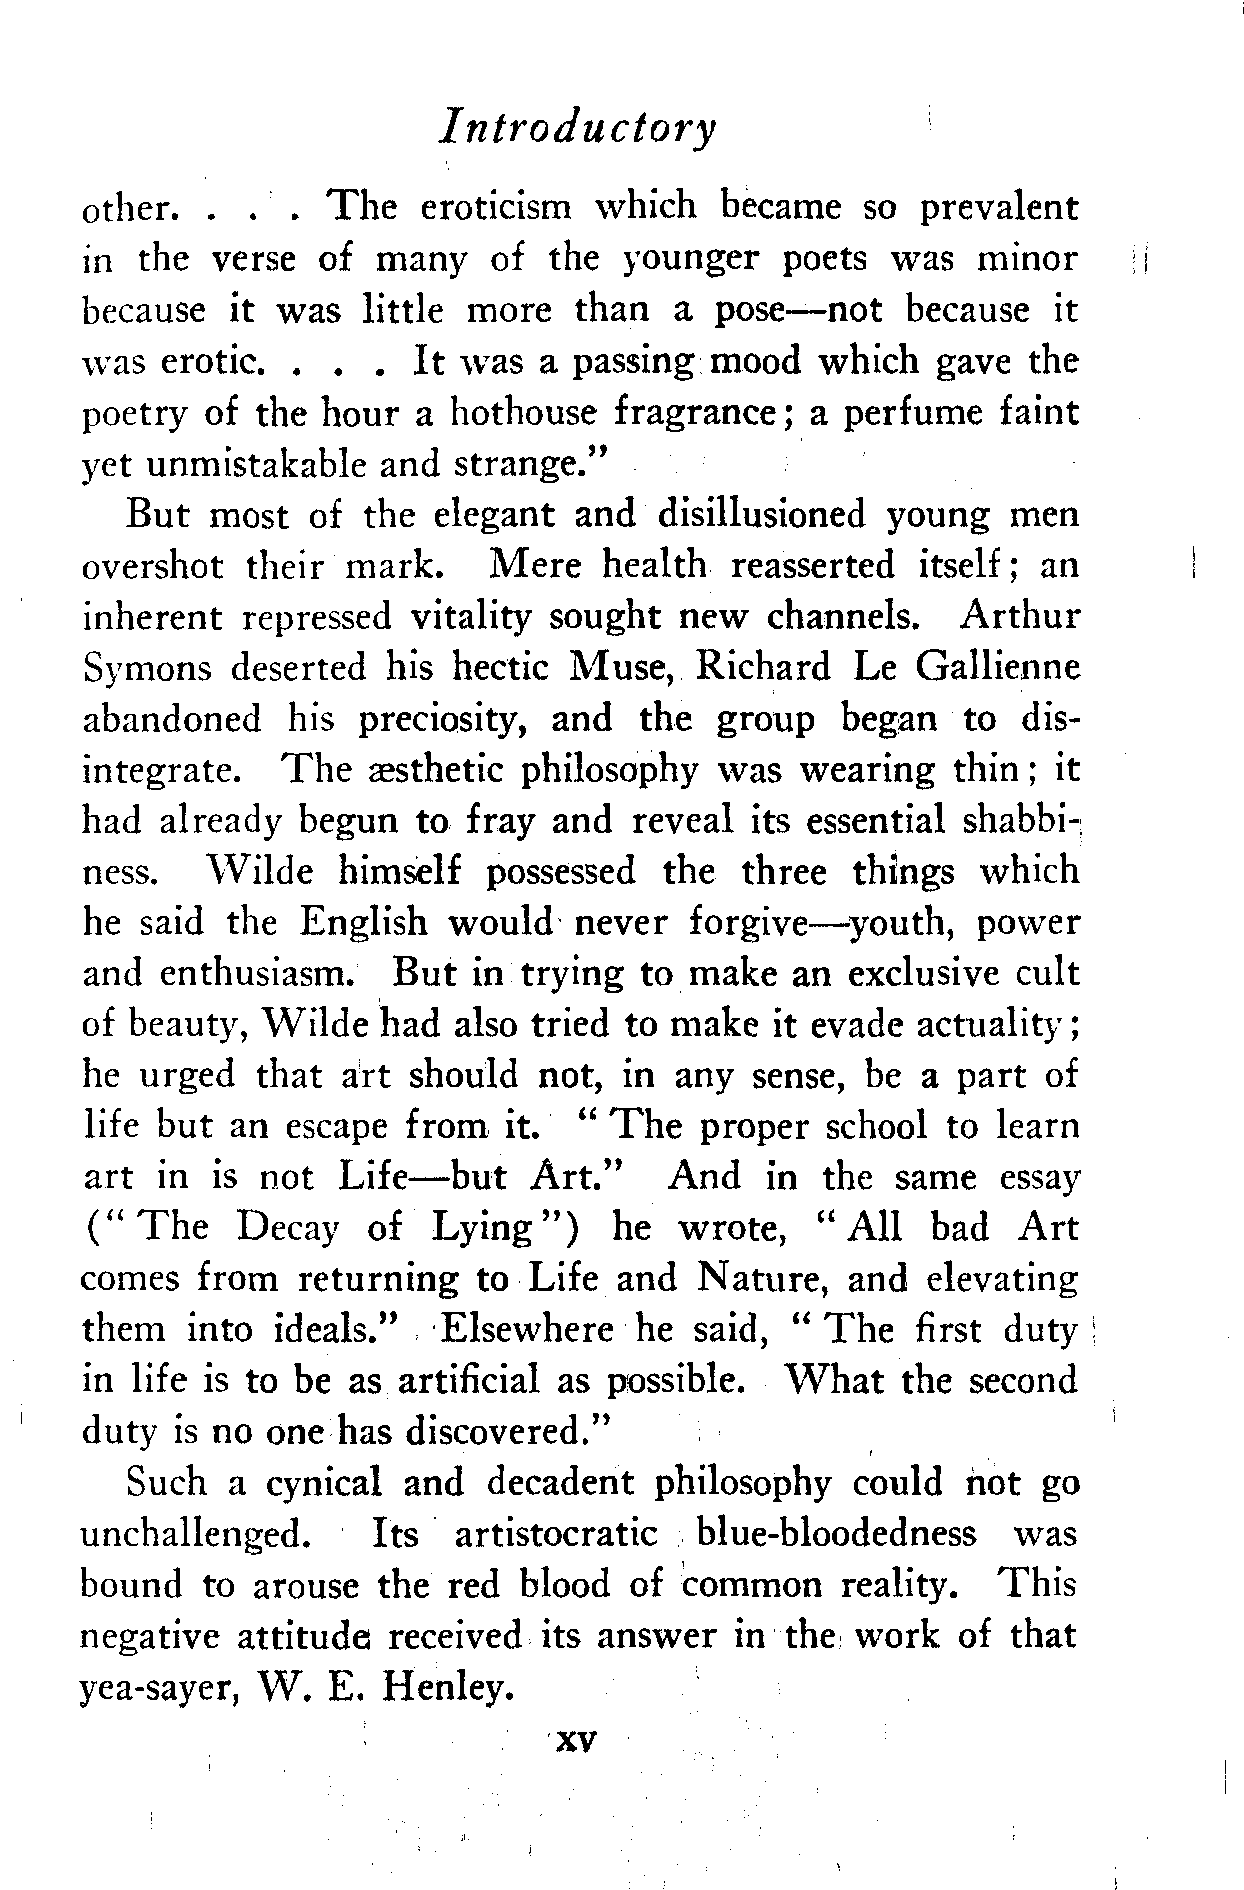 Introductory
other. . . . The eroticism which became so prevalent
in the verse of many of the younger poets was minor
because it was little more than a pose—not because it
was erotic. . . . It was a passing mood which gave the
poetry of the hour a hothouse fragrance; a perfume faint
yet unmistakable and strange.”
But most of the elegant and disillusioned young men
overshot their mark. Mere health reasserted itself; an
inherent repressed vitality sought new channels. Arthur
Symons deserted his hectic Muse, Richard Le Gallienne
abandoned his preciosity, and the group began to dis-
integrate. The æsthetic philosophy was wearing thin; it
had already begun to fray and reveal its essential shabbi-
ness. Wilde himself possessed the three things which
he said the English would never forgive—youth, power
and enthusiasm. But in trying to make an exclusive cult
of beauty, Wilde had also tried to make it evade actuality;
he urged that art should not, in any sense, be a part of
life but an escape from it. “The proper school to learn
art in is not Life—but Art.” And in the same essay
(“The Decay of Lying”) he wrote, “All bad Art
comes from returning to Life and Nature, and elevating
them into ideals.” Elsewhere he said, “The first duty
in life is to be as artificial as possible. What the second
duty is no one has discovered.”
Such a cynical and decadent philosophy could not go
unchallenged. Its artistocratic blue-bloodedness was
bound to arouse the red blood of common reality. This
negative attitude received its answer in the work of that
yea-sayer, W. E. Henley.
xv